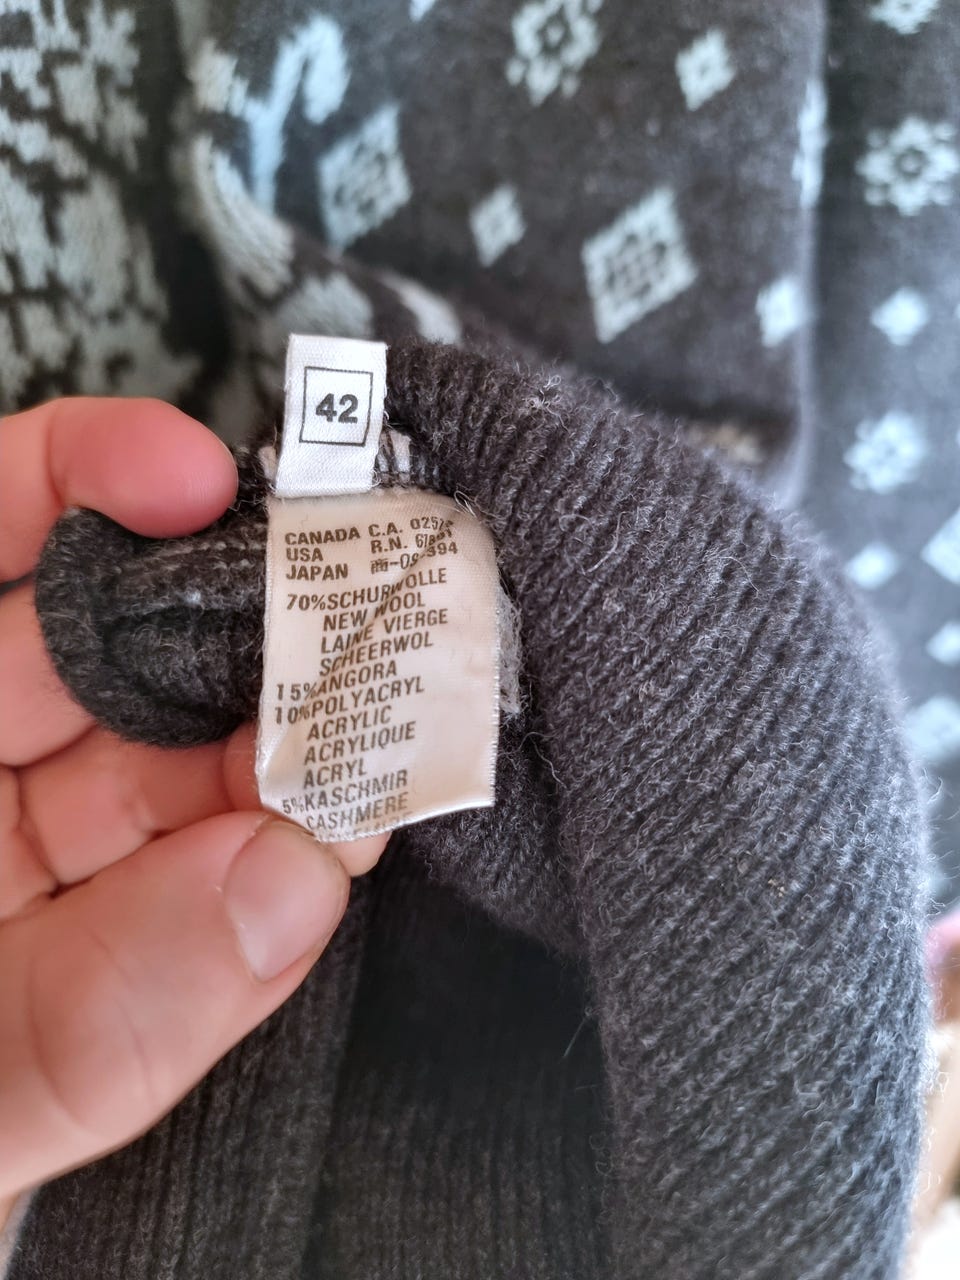 42
CANADA C.A.
USA R.N.
JAPAN
70%SCHURWOLLE
NEW WOOL
LAINE VIERGE
SCHEERWOL
15%ANGORA
10%POLYACRYL
ACRYLIC
ACRYLIQUE
ACRYL
5%KASCHMIR
CASHMERE